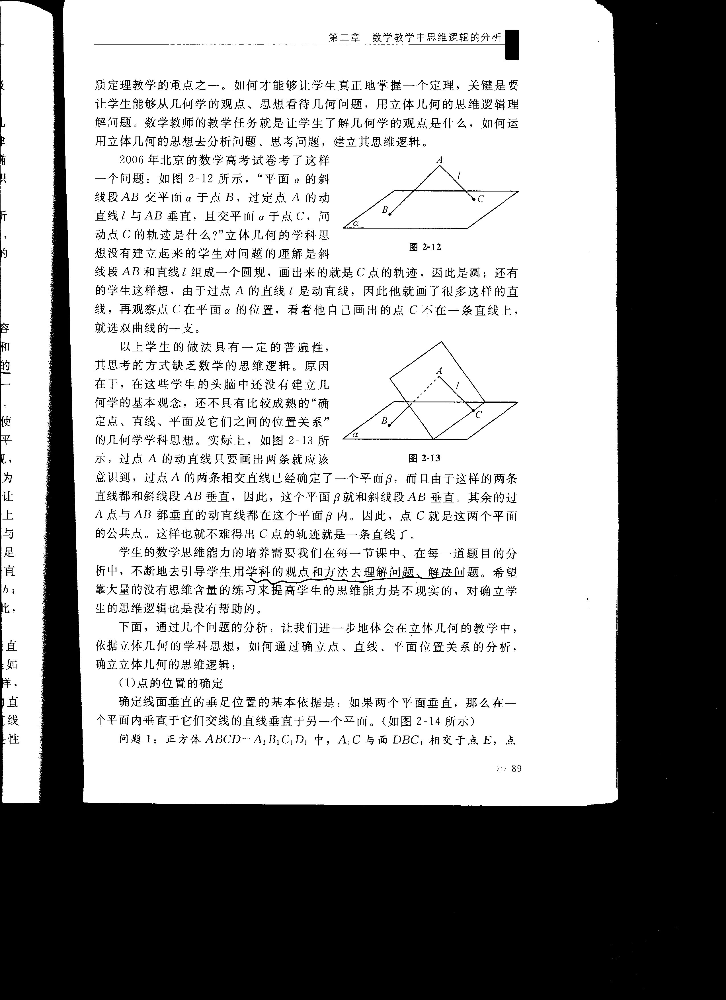 第二章 数学教学中思维逻辑的分析
质定理教学的重点之一。如何才能够让学生真正地掌握一个定理，关键是要
让学生能够从几何学的观点、思想看待几何问题，用立体几何的思维逻辑理
解问题。数学教师的教学任务就是让学生了解几何学的观点是什么，如何运
用立体几何的思想去分析问题、思考问题，建立其思维逻辑。
2006 年北京的数学高考试卷考了这样
一个问题：如图 2-12 所示，“平面 α 的斜
线段 AB 交平面 α 于点 B，过定点 A 的动
直线 l 与 AB 垂直，且交平面 α 于点 C，问
动点 C 的轨迹是什么?”立体几何的学科思
想没有建立起来的学生对问题的理解是斜
A
l
B
C
α
图 2-12
线段 AB 和直线 l 组成一个圆规，画出来的就是 C 点的轨迹，因此是圆；还有
的学生这样想，由于过点 A 的直线 l 是动直线，因此他就画了很多这样的直
线，再观察点 C 在平面 α 的位置，看着他自己画出的点 C 不在一条直线上，
就选双曲线的一支。
以上学生的做法具有一定的普遍性，
其思考的方式缺乏数学的思维逻辑。原因
在于，在这些学生的头脑中还没有建立几
何学的基本观念，还不具有比较成熟的“确
定点、直线、平面及它们之间的位置关系”
的几何学学科思想。实际上，如图 2-13 所
示，过点 A 的动直线只要画出两条就应该
A
l
B
C
α
图 2-13
意识到，过点 A 的两条相交直线已经确定了一个平面 β，而且由于这样的两条
直线都和斜线段 AB 垂直，因此，这个平面 β 就和斜线段 AB 垂直。其余的过
A 点与 AB 都垂直的动直线都在这个平面 β 内。因此，点 C 就是这两个平面
的公共点。这样也就不难得出 C 点的轨迹就是一条直线了。
学生的数学思维能力的培养需要我们在每一节课中、在每一道题目的分
析中，不断地去引导学生用学科的观点和方法去理解问题、解决问题。希望
靠大量的没有思维含量的练习来提高学生的思维能力是不现实的，对确立学
生的思维逻辑也是没有帮助的。
下面，通过几个问题的分析，让我们进一步地体会在立体几何的教学中，
依据立体几何的学科思想，如何通过确立点、直线、平面位置关系的分析，
确立立体几何的思维逻辑：
(1)点的位置的确定
确定线面垂直的垂足位置的基本依据是：如果两个平面垂直，那么在一
个平面内垂直于它们交线的直线垂直于另一个平面。（如图 2-14 所示）
问题 1：正方体 ABCD－A₁B₁C₁D₁ 中，A₁C 与面 DBC₁ 相交于点 E，点
》》》 89
容
和
的
一
。
使
平
为
让
上
与
足
直
b；
此，
直
如
样，
直
线
性